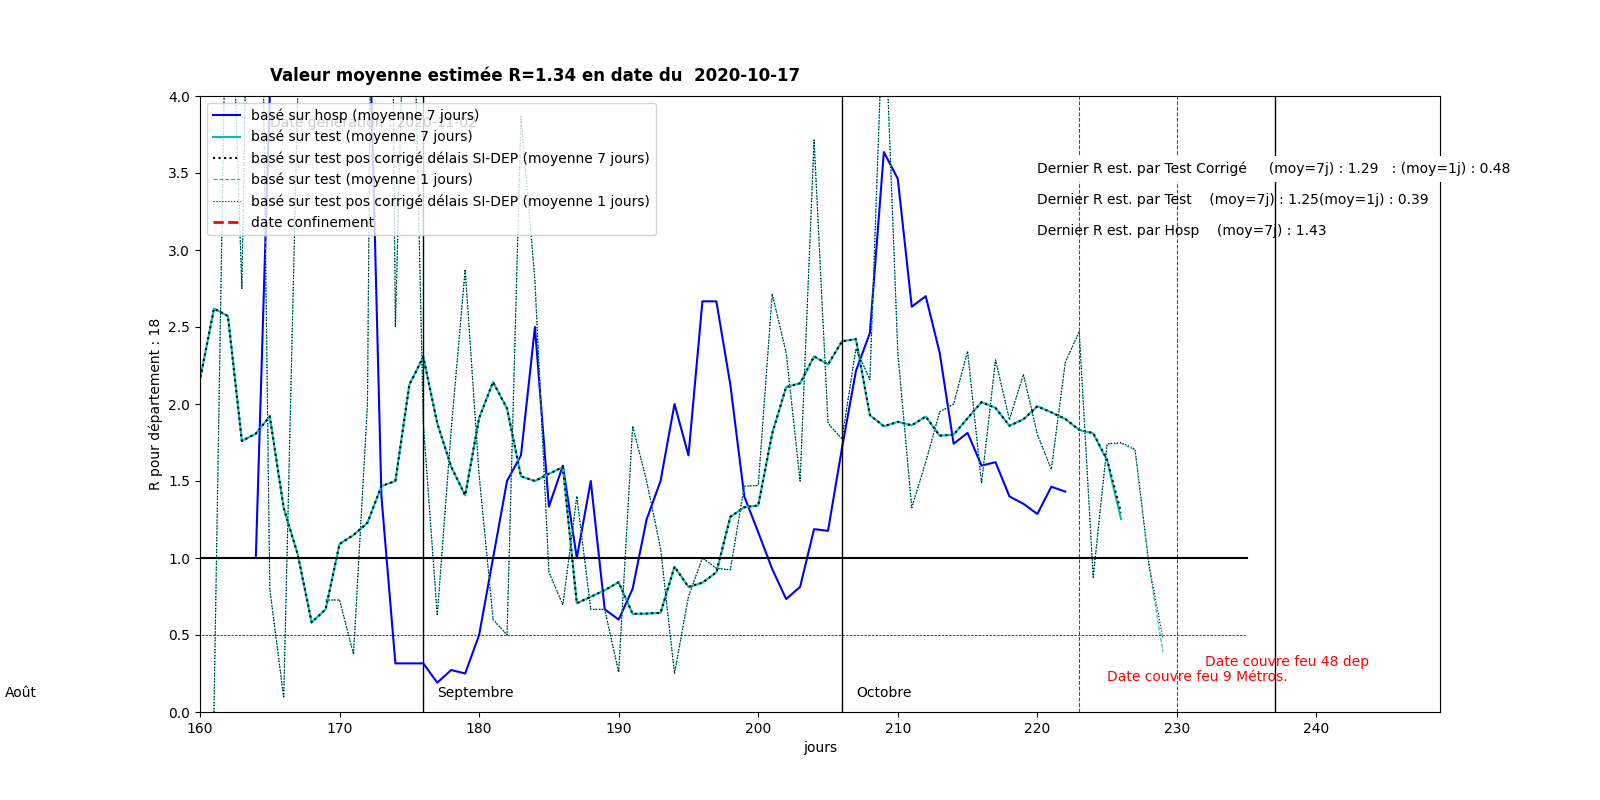 Valeur moyenne estimée R=1.34 en date du  2020-10-17
Date génération : 2020-11-02
basé sur hosp (moyenne 7 jours)
basé sur test (moyenne 7 jours)
basé sur test pos corrigé délais SI-DEP (moyenne 7 jours)
basé sur test (moyenne 1 jours)
basé sur test pos corrigé délais SI-DEP (moyenne 1 jours)
date confinement
Dernier R est. par Test Corrigé (moy=7j) : 1.29 : (moy=1j) : 0.48
Dernier R est. par Test (moy=7j) : 1.25(moy=1j) : 0.39
Dernier R est. par Hosp (moy=7j) : 1.43
R pour département : 18
4.0
3.5
3.0
2.5
2.0
1.5
1.0
0.5
0.0
Date couvre feu 48 dep
Date couvre feu 9 Métros.
Août
Septembre
Octobre
160 170 180 190 200 210 220 230 240
jours